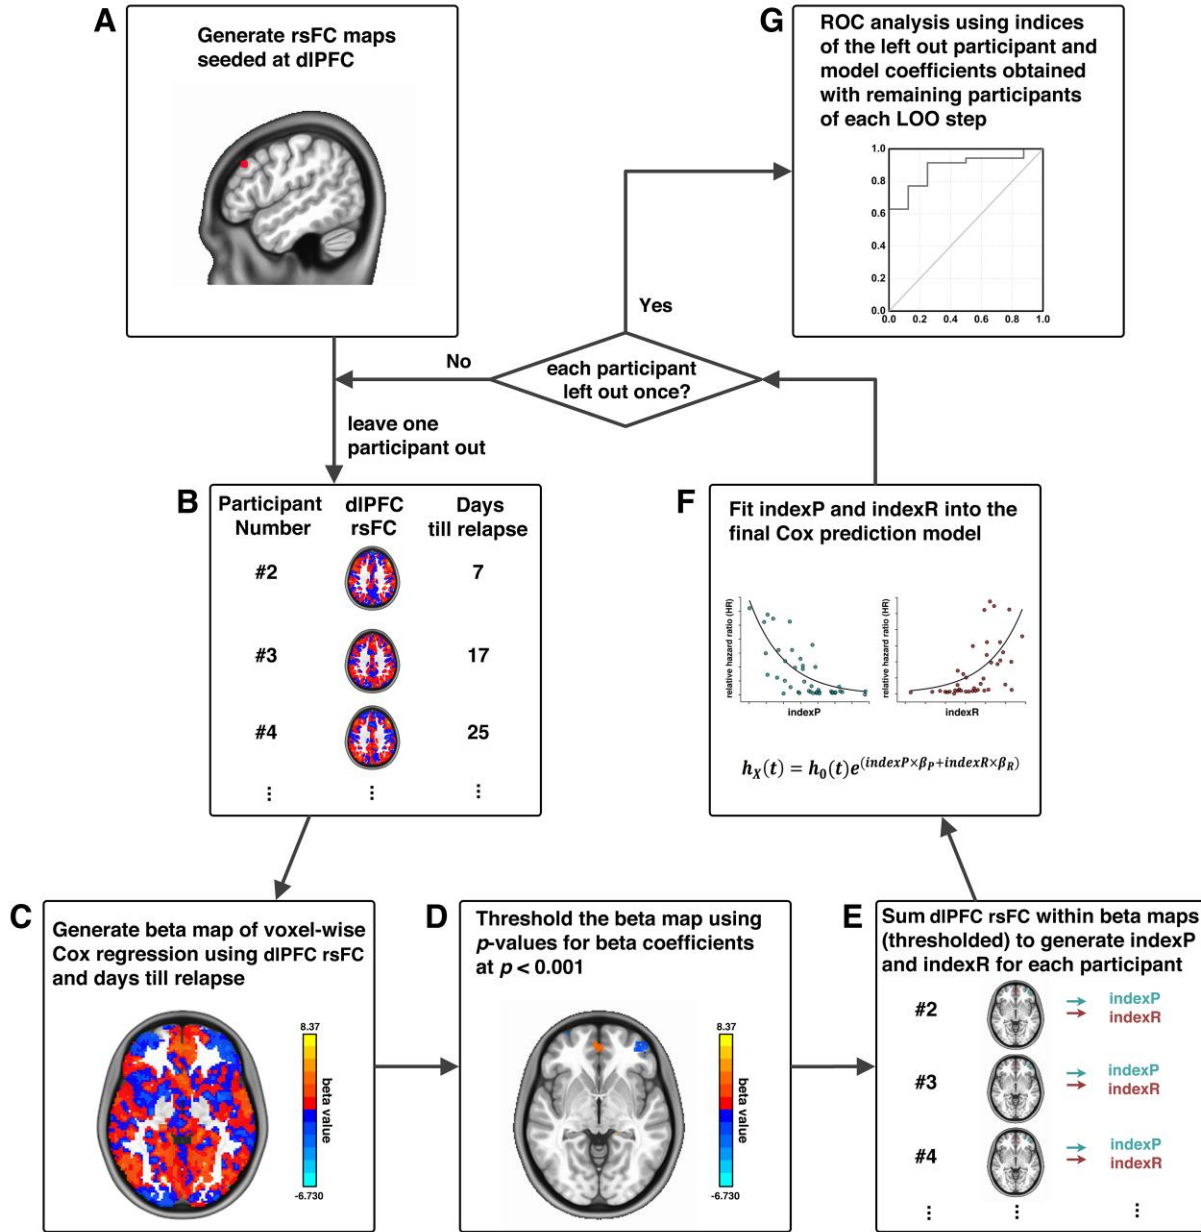 A
Generate rsFC maps
seeded at dlPFC
G
ROC analysis using indices
of the left out participant and
model coefficients obtained
with remaining participants
of each LOO step
1.0
0.8
0.6
0.4
0.2
0.0
0.0 0.2 0.4 0.6 0.8 1.0
Yes
No
each participant
left out once?
leave one
participant out
B
Participant
Number
dlPFC
rsFC
Days
till relapse
#2 7
#3 17
#4 25
⋮ ⋮ ⋮
F
Fit indexP and indexR into the
final Cox prediction model
relative hazard ratio (HR)
indexP
relative hazard ratio (HR)
indexR
h_X(t) = h_0(t)e^{(indexP×β_P+indexR×β_R)}
C
Generate beta map of voxel-wise
Cox regression using dlPFC rsFC
and days till relapse
8.37
beta value
-6.730
D
Threshold the beta map using
p-values for beta coefficients
at p < 0.001
8.37
beta value
-6.730
E
Sum dlPFC rsFC within beta maps
(thresholded) to generate indexP
and indexR for each participant
#2
indexP
indexR
#3
indexP
indexR
#4
indexP
indexR
⋮ ⋮ ⋮